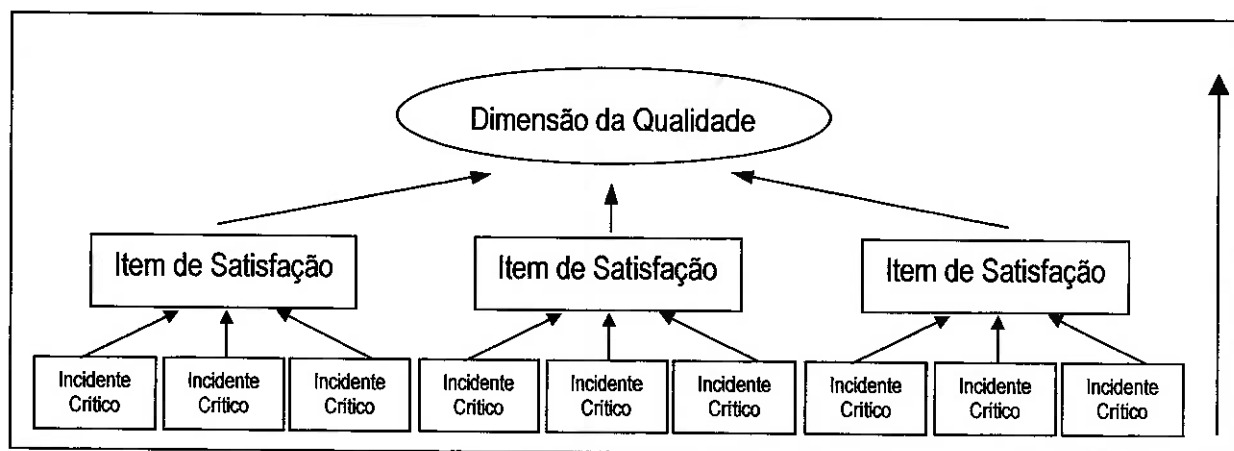 Dimensão da Qualidade
Item de Satisfação
Item de Satisfação
Item de Satisfação
Incidente
Crítico
Incidente
Crítico
Incidente
Crítico
Incidente
Crítico
Incidente
Crítico
Incidente
Crítico
Incidente
Crítico
Incidente
Crítico
Incidente
Crítico